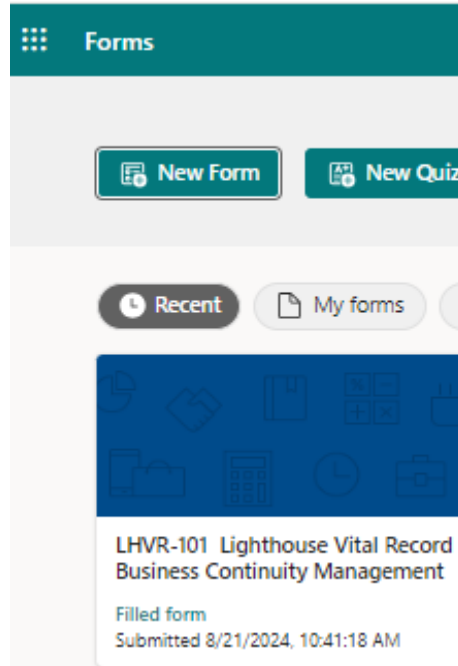 Forms
New Form
New Quiz
Recent
My forms
LHVR-101 Lighthouse Vital Record
Business Continuity Management
Filled form
Submitted 8/21/2024, 10:41:18 AM